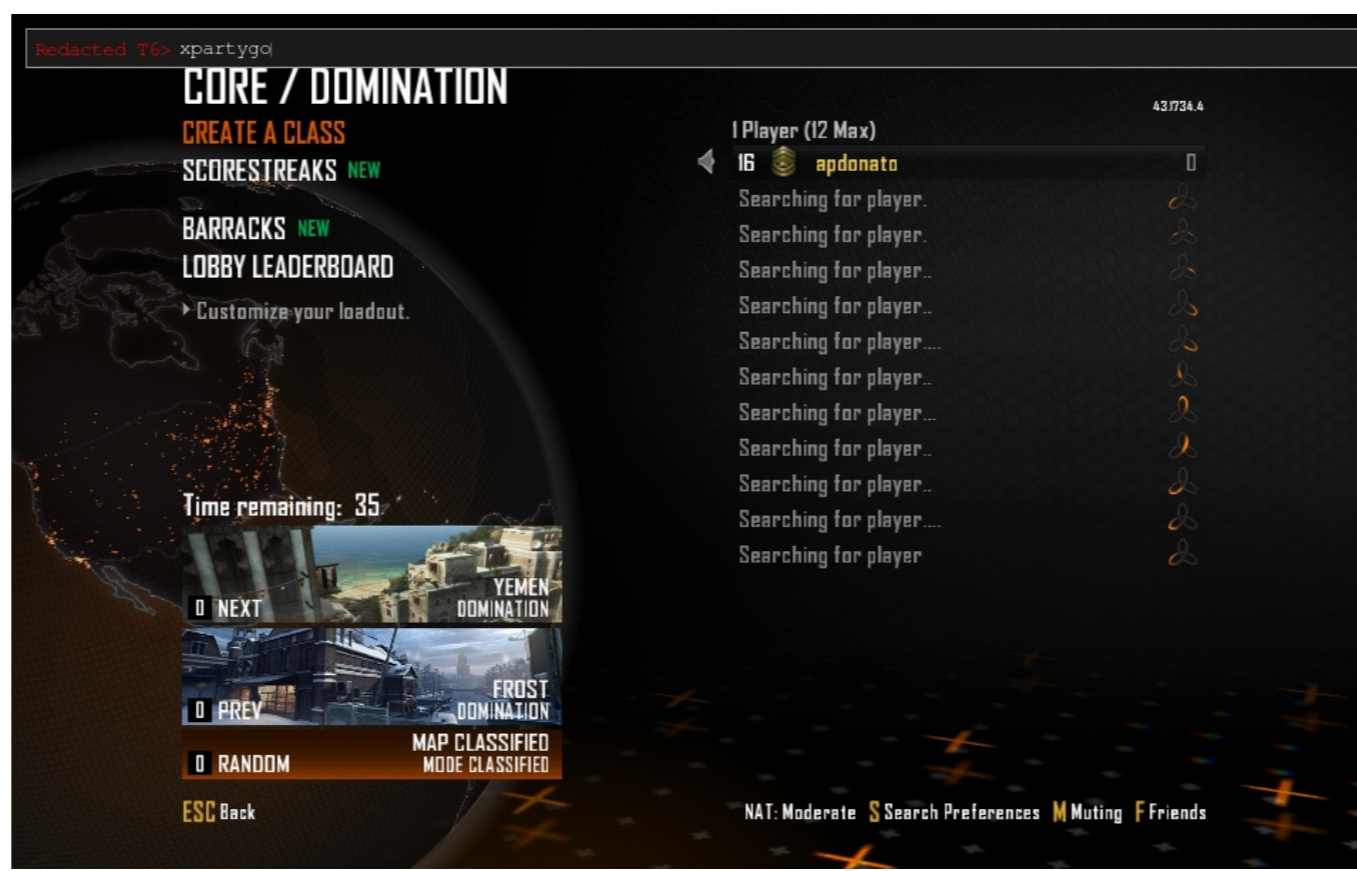 Redacted T6> xpartygo
CORE / DOMINATION
CREATE A CLASS
SCORESTREAKS NEW
BARRACKS NEW
LOBBY LEADERBOARD
Customize your loadout.
Time remaining: 35
YEMEN
0 NEXT DOMINATION
FROST
0 PREV DOMINATION
MAP CLASSIFIED
0 RANDOM MODE CLASSIFIED
ESC Back
43.1734.4
1 Player (12 Max)
16 apdonato 0
Searching for player.
Searching for player.
Searching for player..
Searching for player..
Searching for player....
Searching for player..
Searching for player...
Searching for player..
Searching for player..
Searching for player....
Searching for player
NAT: Moderate S Search Preferences M Muting F Friends